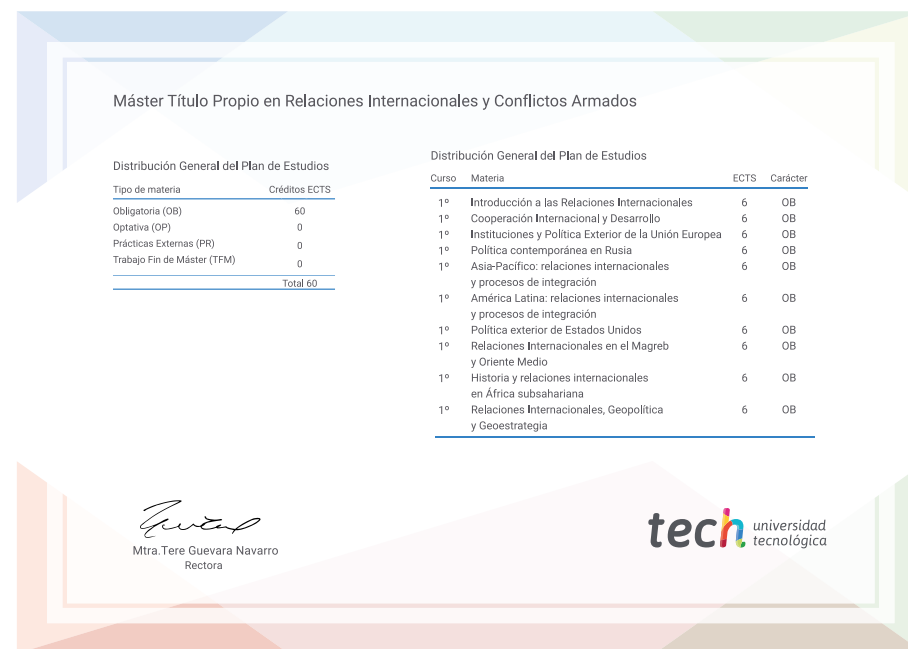 Máster Título Propio en Relaciones Internacionales y Conflictos Armados
Distribución General del Plan de Estudios
Tipo de materia Créditos ECTS
Obligatoria (OB) 60
Optativa (OP) 0
Prácticas Externas (PR) 0
Trabajo Fin de Máster (TFM) 0
Total 60
Distribución General del Plan de Estudios
Curso Materia ECTS Carácter
1º Introducción a las Relaciones Internacionales 6 OB
1º Cooperación Internacional y Desarrollo 6 OB
1º Instituciones y Política Exterior de la Unión Europea 6 OB
1º Política contemporánea en Rusia 6 OB
1º Asia-Pacífico: relaciones internacionales 6 OB
y procesos de integración
1º América Latina: relaciones internacionales 6 OB
y procesos de integración
1º Política exterior de Estados Unidos 6 OB
1º Relaciones Internacionales en el Magreb 6 OB
y Oriente Medio
1º Historia y relaciones internacionales 6 OB
en África subsahariana
1º Relaciones Internacionales, Geopolítica 6 OB
y Geoestrategia
Mtra.Tere Guevara Navarro
Rectora
tech universidad
tecnológica